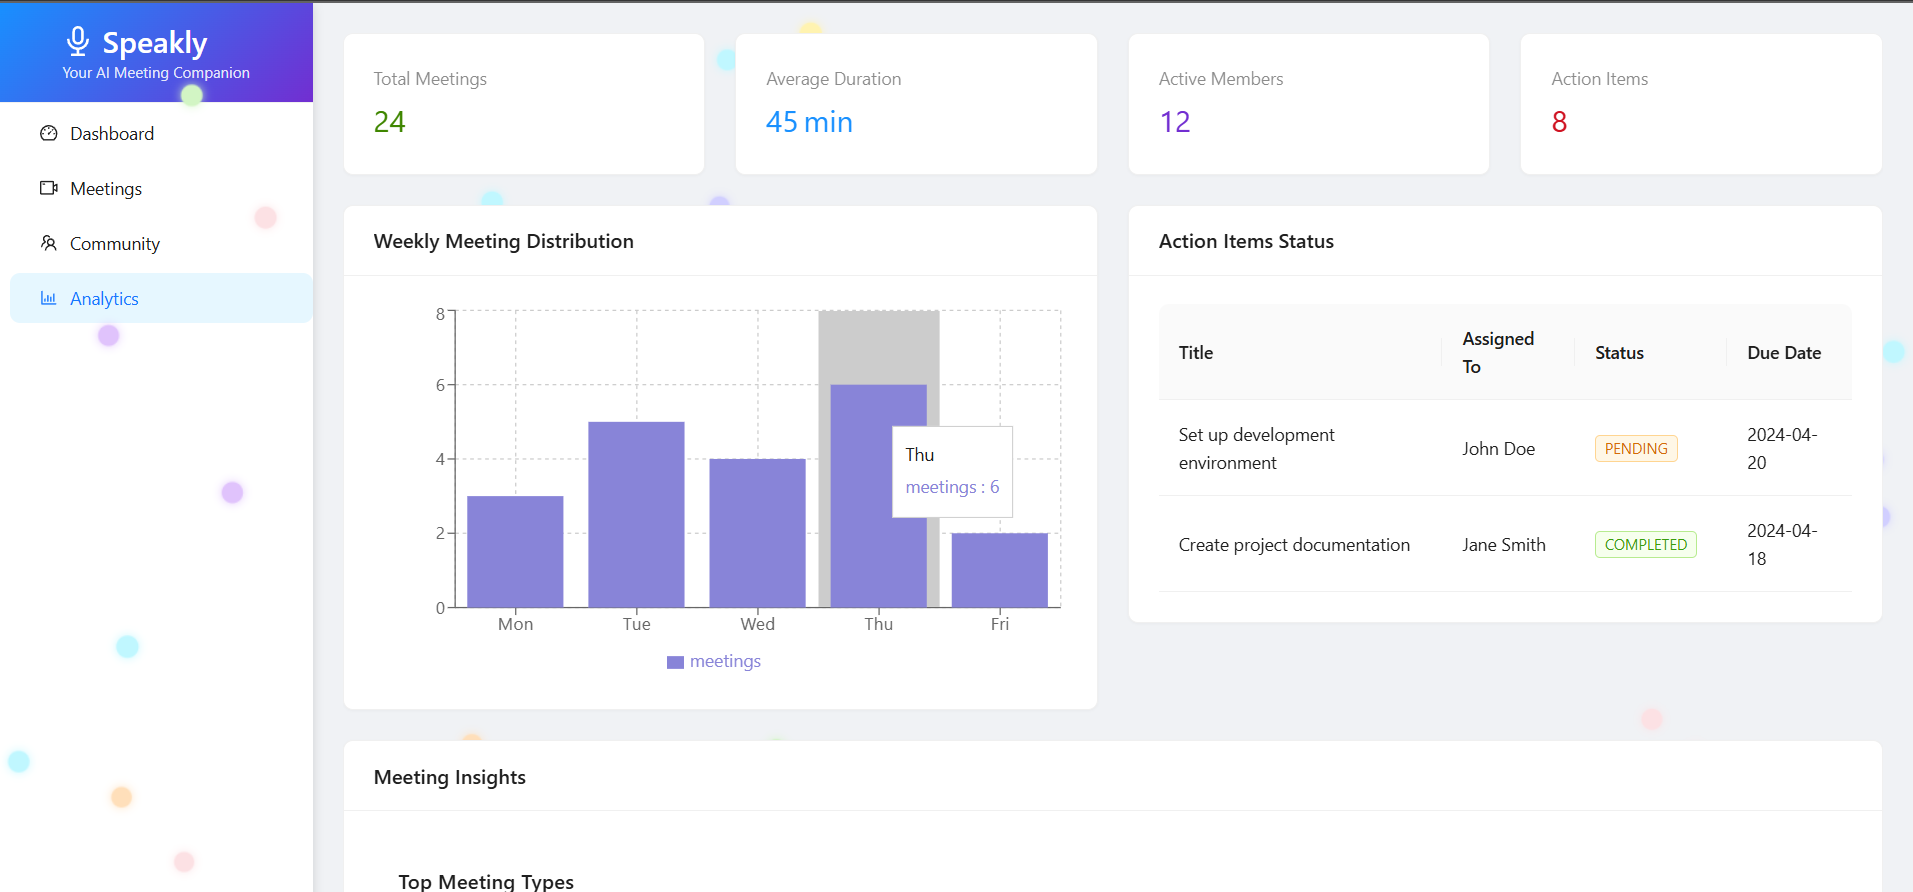 Speakly
Your AI Meeting Companion
Dashboard
Meetings
Community
Analytics
Total Meetings
24
Average Duration
45 min
Active Members
12
Action Items
8
Weekly Meeting Distribution
8
6
4
2
0
Mon Tue Wed Thu Fri
Thu
meetings : 6
meetings
Action Items Status
Title Assigned To Status Due Date
Set up development
environment
John Doe
PENDING
2024-04-
20
Create project documentation
Jane Smith
COMPLETED
2024-04-
18
Meeting Insights
Top Meeting Types